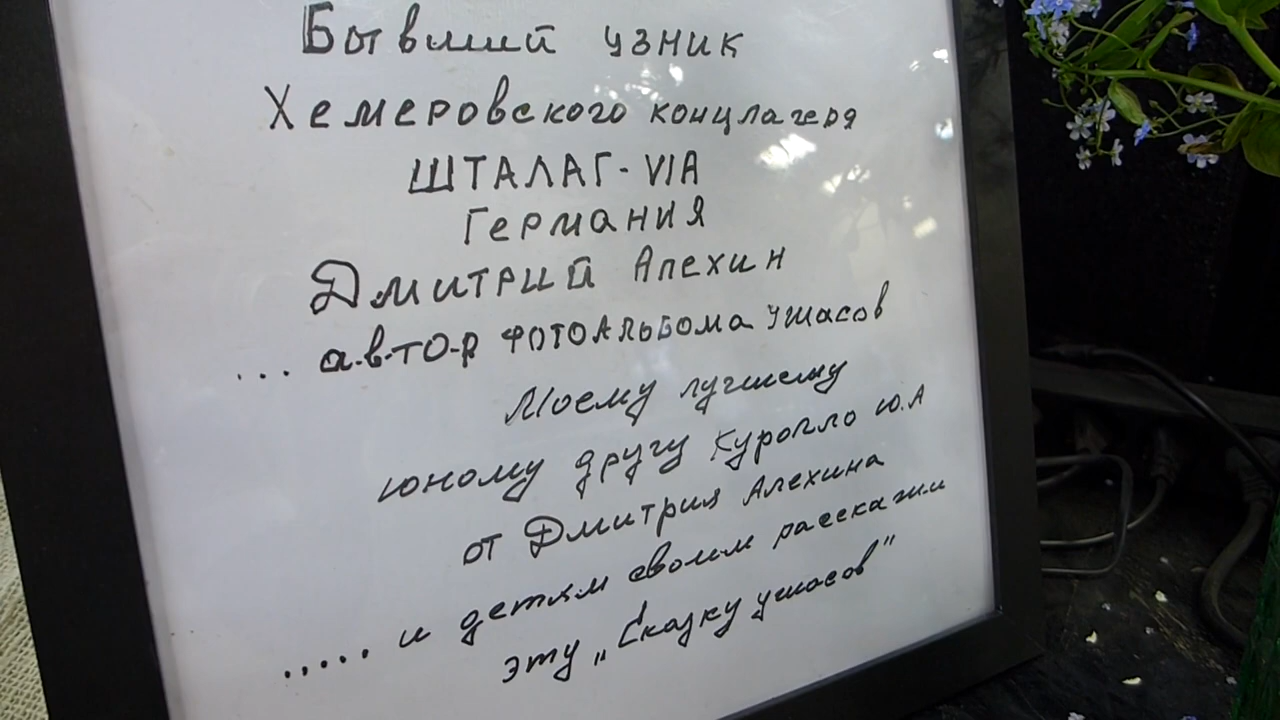 Бывший узник
Хемеровского концлагеря
ШТАЛАГ-VIA
Германия
Дмитрий Алехин
... а-в-тО-р фотоАльбома ужасов
Моему лучшему
юному другу Куропло Ю.А
от Дмитрия Алехина
..... и детям своим расскажи
эту „Сказку ужасов"